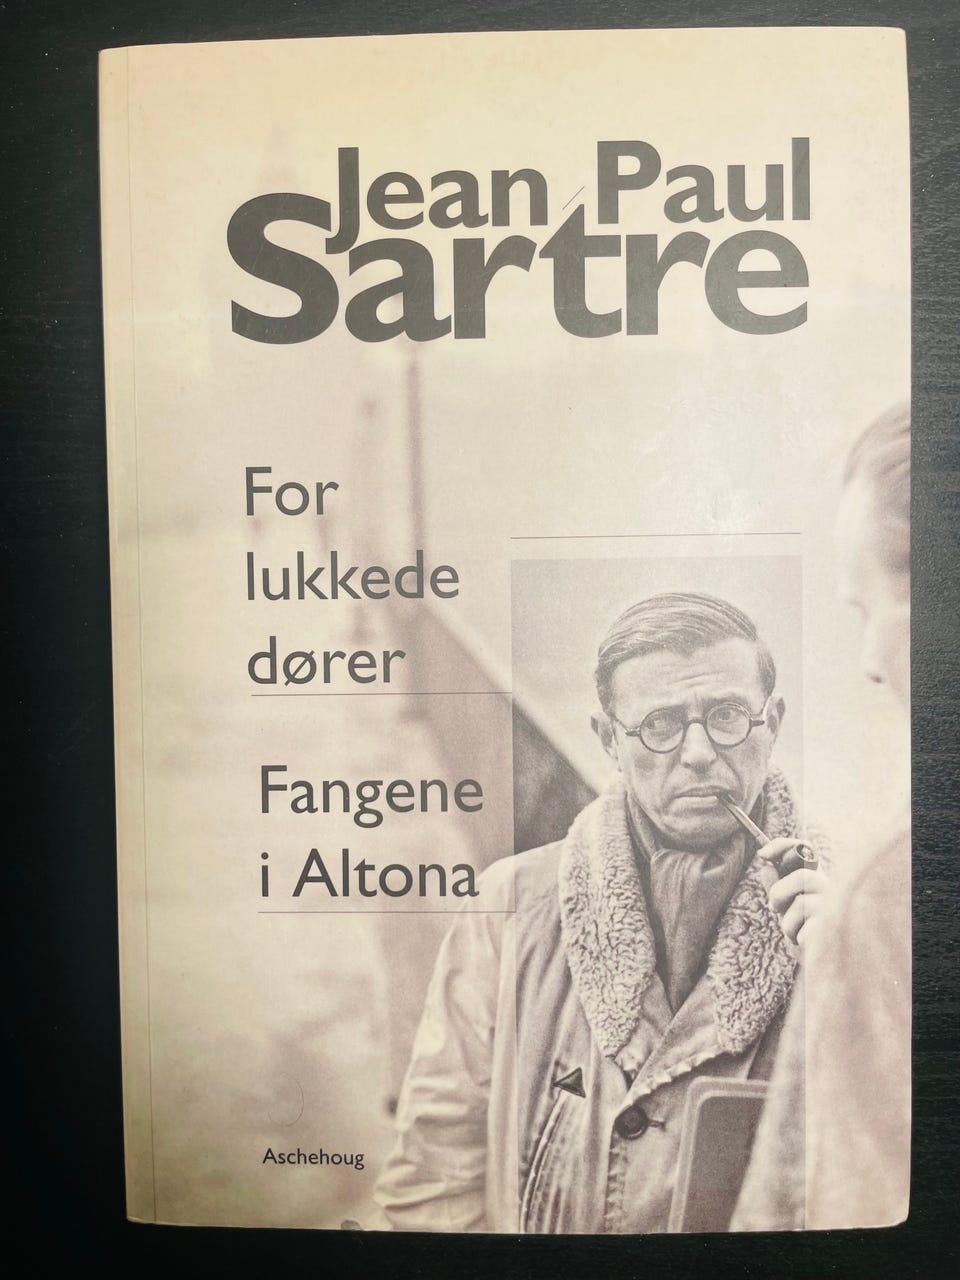 Jean Paul
Sartre
For
lukkede
dører
Fangene
i Altona
Aschehoug